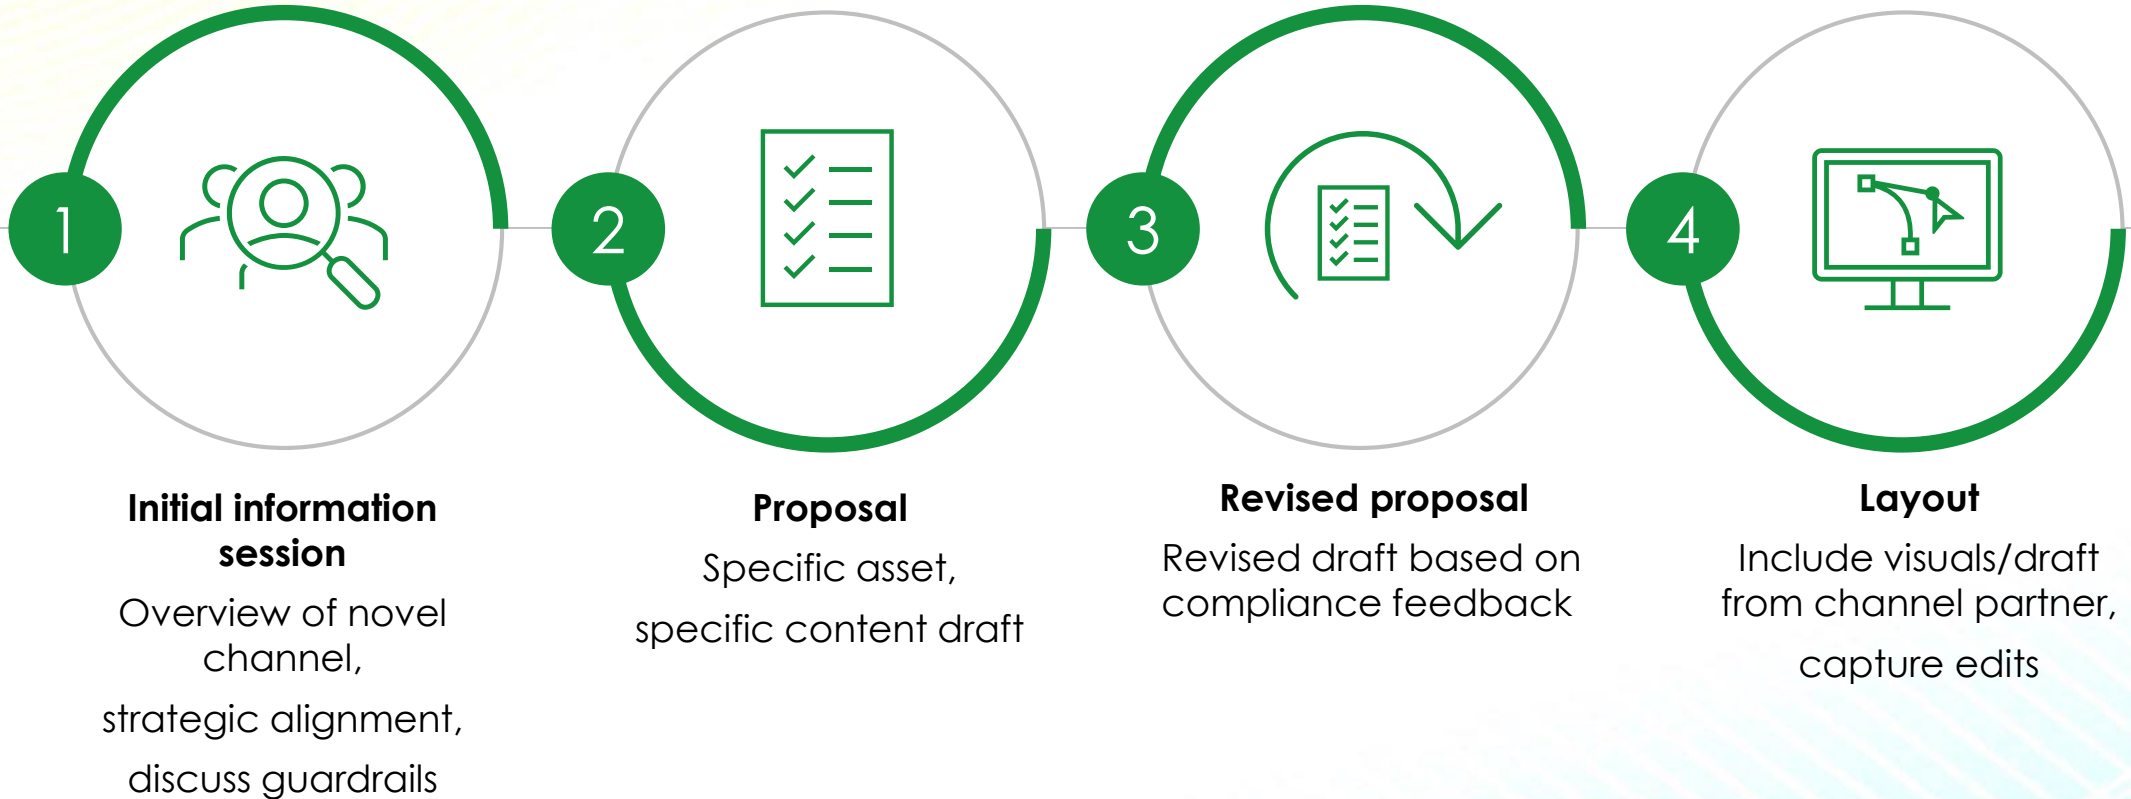 1
Initial information
session
Overview of novel
channel,
strategic alignment,
discuss guardrails
2
Proposal
Specific asset,
specific content draft
3
Revised proposal
Revised draft based on
compliance feedback
4
Layout
Include visuals/draft
from channel partner,
capture edits